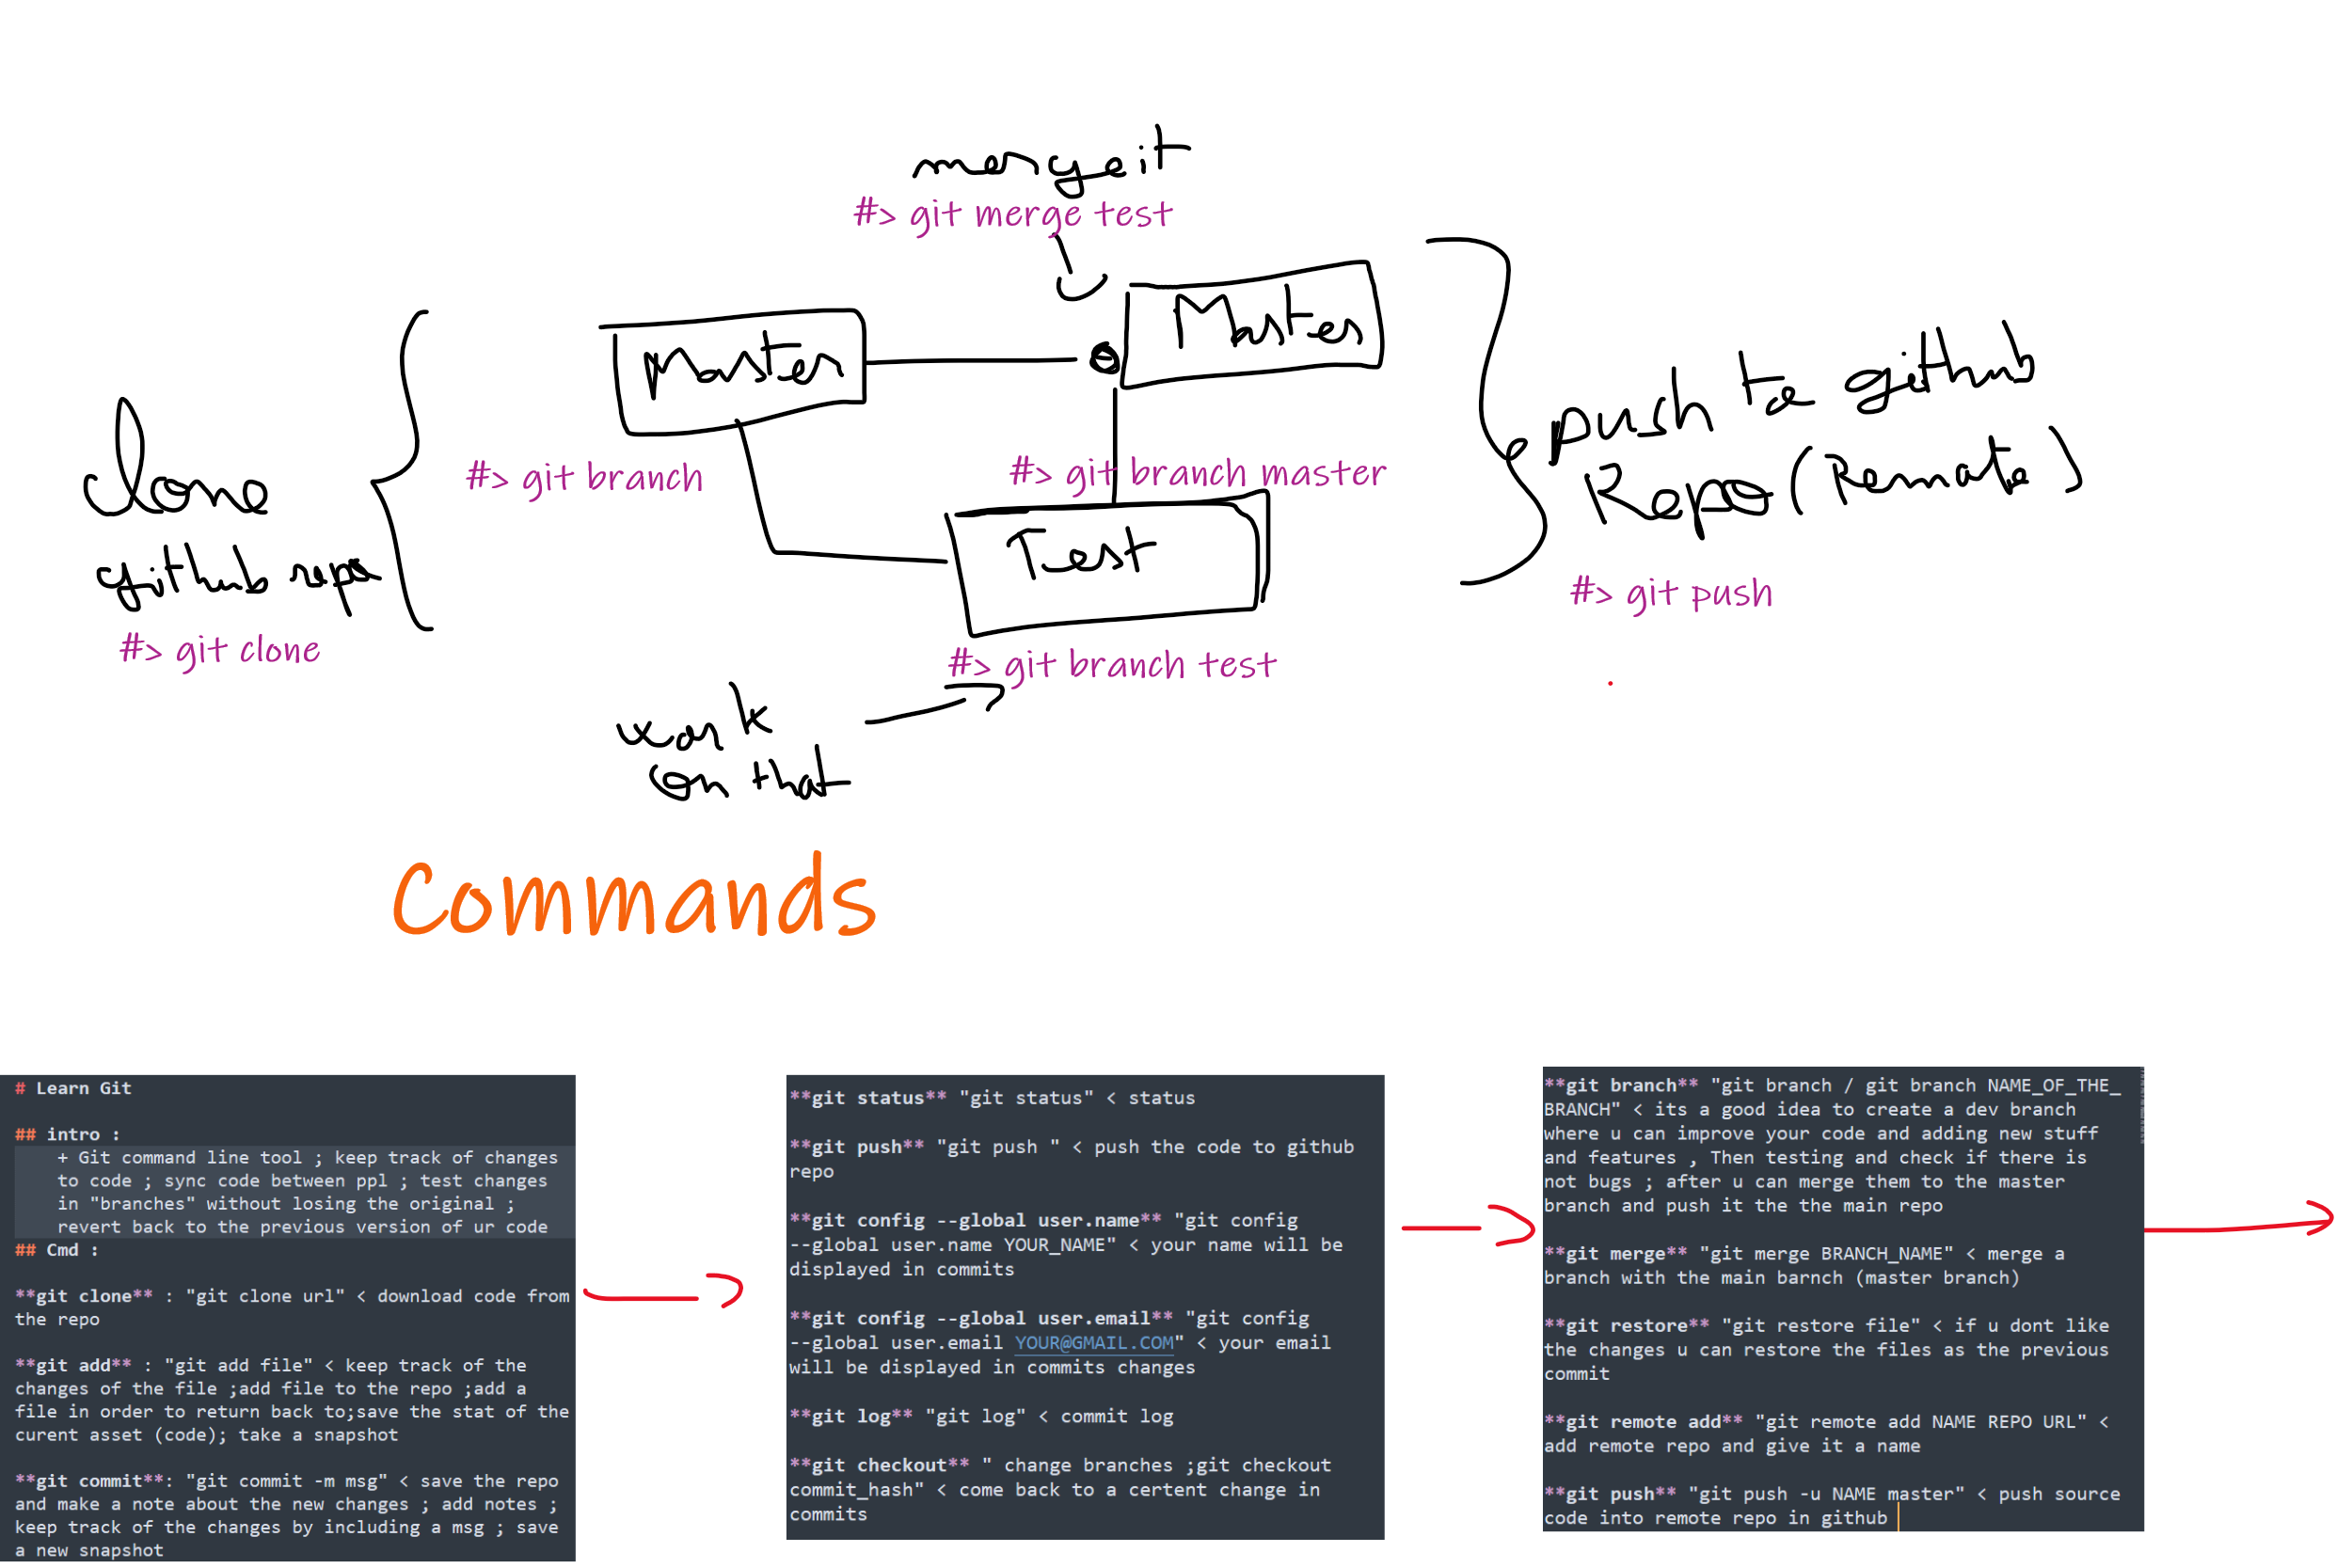 merge it
#> git merge test
Master
Master
Clone
github repo
#> git clone
#> git branch
#> git branch master
Test
#> git branch test
push to github
Repo (Remote)
#> git push
work
on that
Commands
# Learn Git
## intro :
+ Git command line tool ; keep track of changes
to code ; sync code between ppl ; test changes
in "branches" without losing the original ;
revert back to the previous version of ur code
## Cmd :
**git clone** : "git clone url" < download code from
the repo
**git add** : "git add file" < keep track of the
changes of the file ;add file to the repo ;add a
file in order to return back to;save the stat of the
curent asset (code); take a snapshot
**git commit**: "git commit -m msg" < save the repo
and make a note about the new changes ; add notes ;
keep track of the changes by including a msg ; save
a new snapshot
**git status** "git status" < status
**git push** "git push " < push the code to github
repo
**git config --global user.name** "git config
--global user.name YOUR_NAME" < your name will be
displayed in commits
**git config --global user.email** "git config
--global user.email YOUR@GMAIL.COM" < your email
will be displayed in commits changes
**git log** "git log" < commit log
**git checkout** " change branches ;git checkout
commit_hash" < come back to a certent change in
commits
**git branch** "git branch / git branch NAME_OF_THE_
BRANCH" < its a good idea to create a dev branch
where u can improve your code and adding new stuff
and features , Then testing and check if there is
not bugs ; after u can merge them to the master
branch and push it the the main repo
**git merge** "git merge BRANCH_NAME" < merge a
branch with the main barnch (master branch)
**git restore** "git restore file" < if u dont like
the changes u can restore the files as the previous
commit
**git remote add** "git remote add NAME REPO URL" <
add remote repo and give it a name
**git push** "git push -u NAME master" < push source
code into remote repo in github